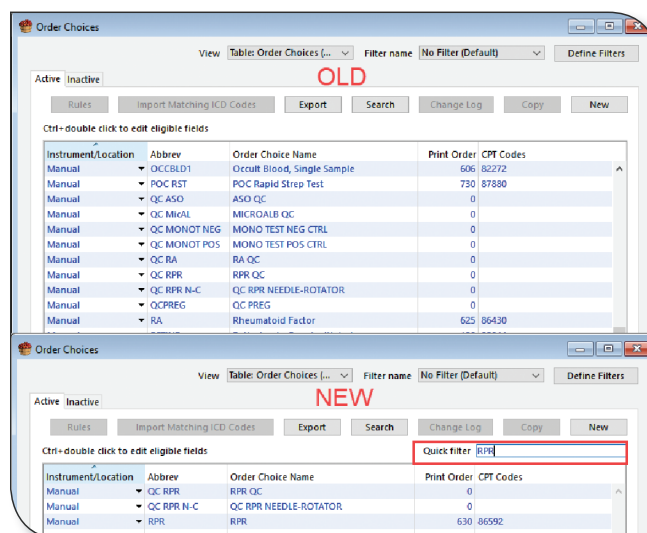 Order Choices
View Table: Order Choices (... Filter name No Filter (Default) Define Filters
Active Inactive OLD
Rules Import Matching ICD Codes Export Search Change Log Copy New
Ctrl+double click to edit eligible fields
Instrument/Location Abbrev Order Choice Name Print Order CPT Codes
Manual OCCBLD1 Occult Blood, Single Sample 606 82272
Manual POC RST POC Rapid Strep Test 730 87880
Manual QC ASO ASO QC 0
Manual QC MicAL MICROALB QC 0
Manual QC MONOT NEG MONO TEST NEG CTRL 0
Manual QC MONOT POS MONO TEST POS CTRL 0
Manual QC RA RA QC 0
Manual QC RPR RPR QC 0
Manual QC RPR N-C QC RPR NEEDLE-ROTATOR 0
Manual QCPREG QC PREG 0
Manual RA Rheumatoid Factor 625 86430
Order Choices
View Table: Order Choices (... Filter name No Filter (Default) Define Filters
Active Inactive NEW
Rules Import Matching ICD Codes Export Search Change Log Copy New
Ctrl+double click to edit eligible fields Quick filter RPR
Instrument/Location Abbrev Order Choice Name Print Order CPT Codes
Manual QC RPR RPR QC 0
Manual QC RPR N-C QC RPR NEEDLE-ROTATOR 0
Manual RPR RPR 630 86592